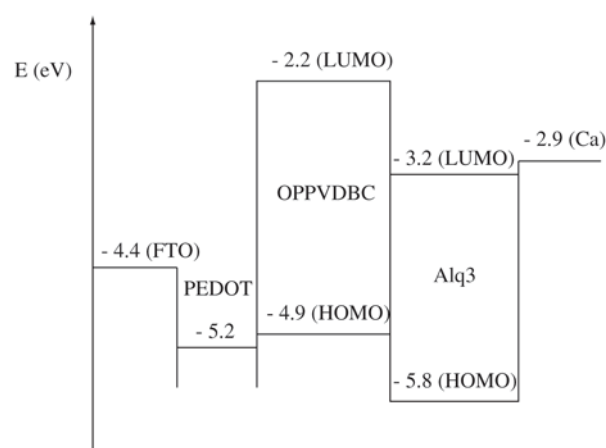 E (eV)
- 2.2 (LUMO)
- 2.9 (Ca)
- 3.2 (LUMO)
OPPVDBC
- 4.4 (FTO)
PEDOT
Alq3
- 4.9 (HOMO)
- 5.2
- 5.8 (HOMO)